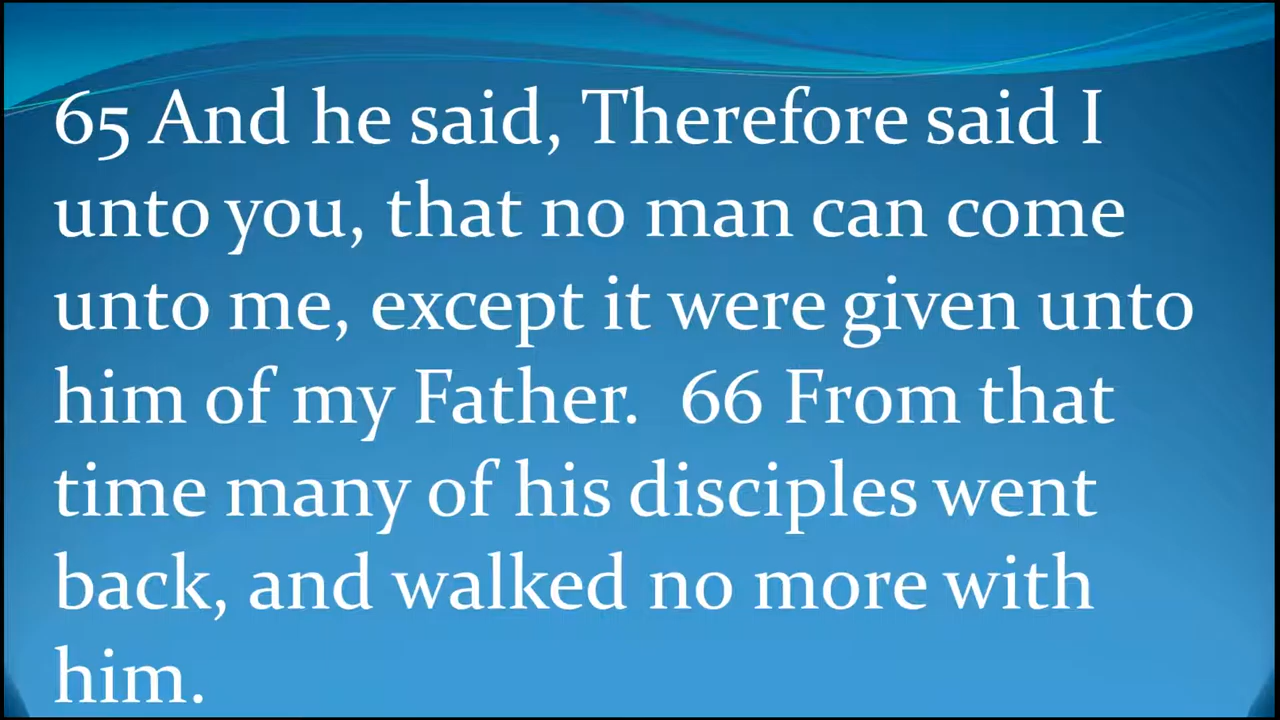 65 And he said, Therefore said I
unto you, that no man can come
unto me, except it were given unto
him of my Father.  66 From that
time many of his disciples went
back, and walked no more with
him.